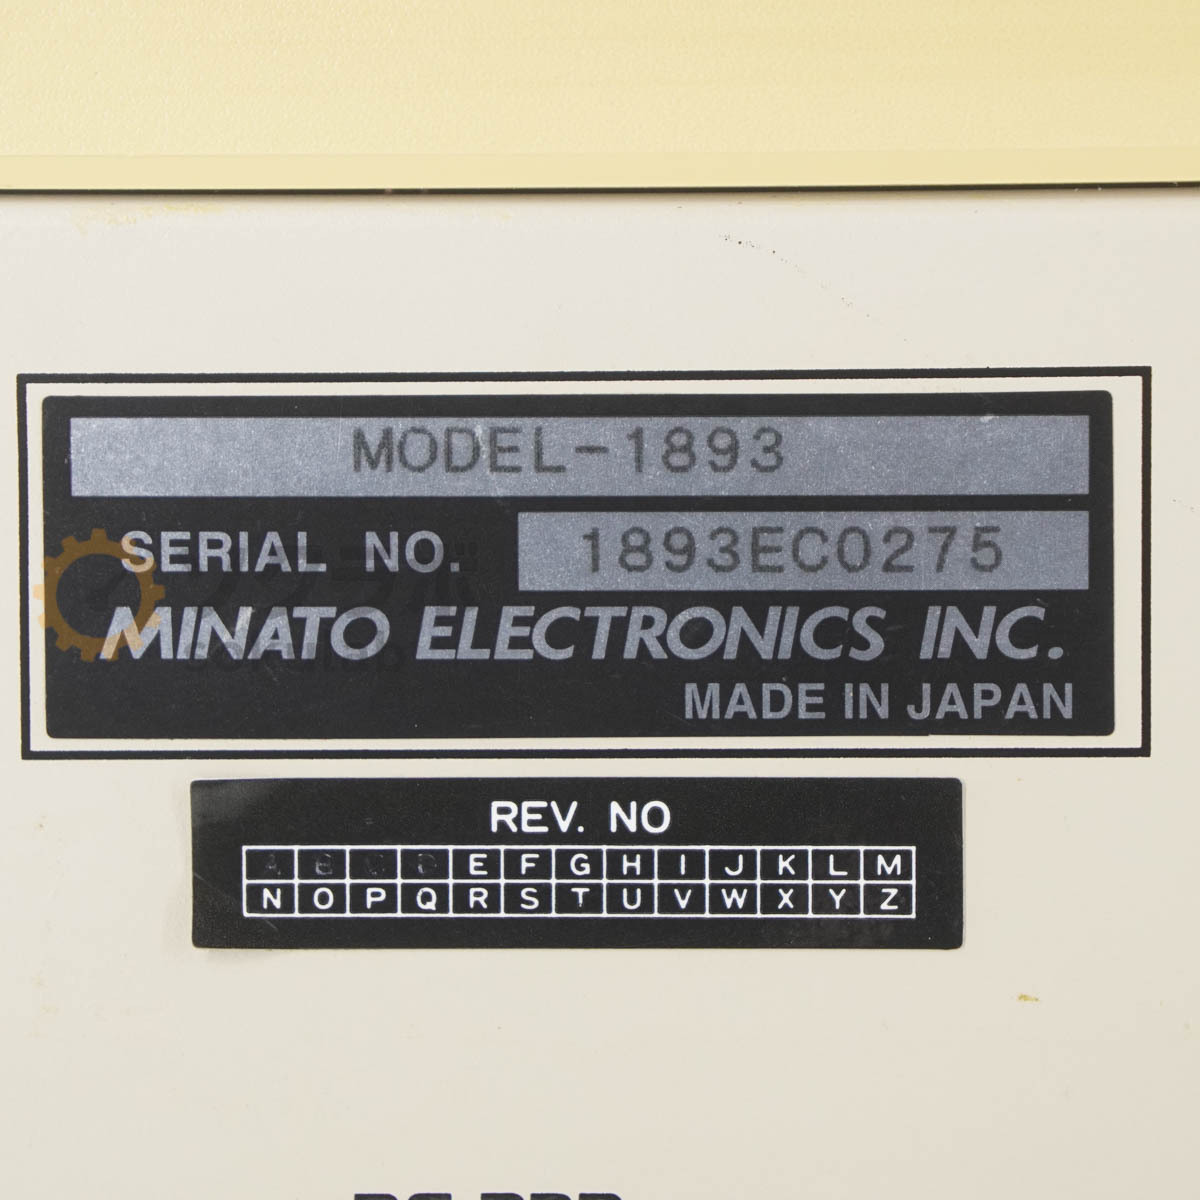 MODEL-1893
SERIAL NO. 1893EC0275
MINATO ELECTRONICS INC.
MADE IN JAPAN
REV. NO
A B C D E F G H I J K L M
N O P Q R S T U V W X Y Z